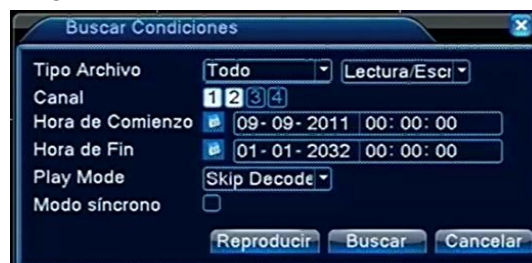 Buscar Condiciones
Tipo Archivo Todo Lectura/Escr
Canal 1 2 3 4
Hora de Comienzo 09-09-2011 00:00:00
Hora de Fin 01-01-2032 00:00:00
Play Mode Skip Decode
Modo síncrono
Reproducir Buscar Cancelar